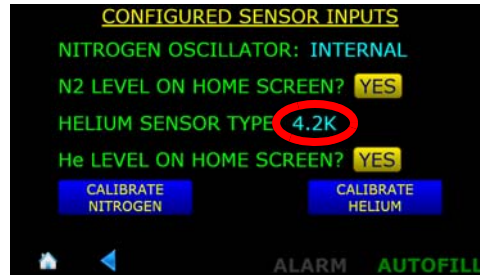 CONFIGURED SENSOR INPUTS
NITROGEN OSCILLATOR: INTERNAL
N2 LEVEL ON HOME SCREEN? YES
HELIUM SENSOR TYPE 4.2K
He LEVEL ON HOME SCREEN? YES
CALIBRATE
NITROGEN
CALIBRATE
HELIUM
ALARM AUTOFILL